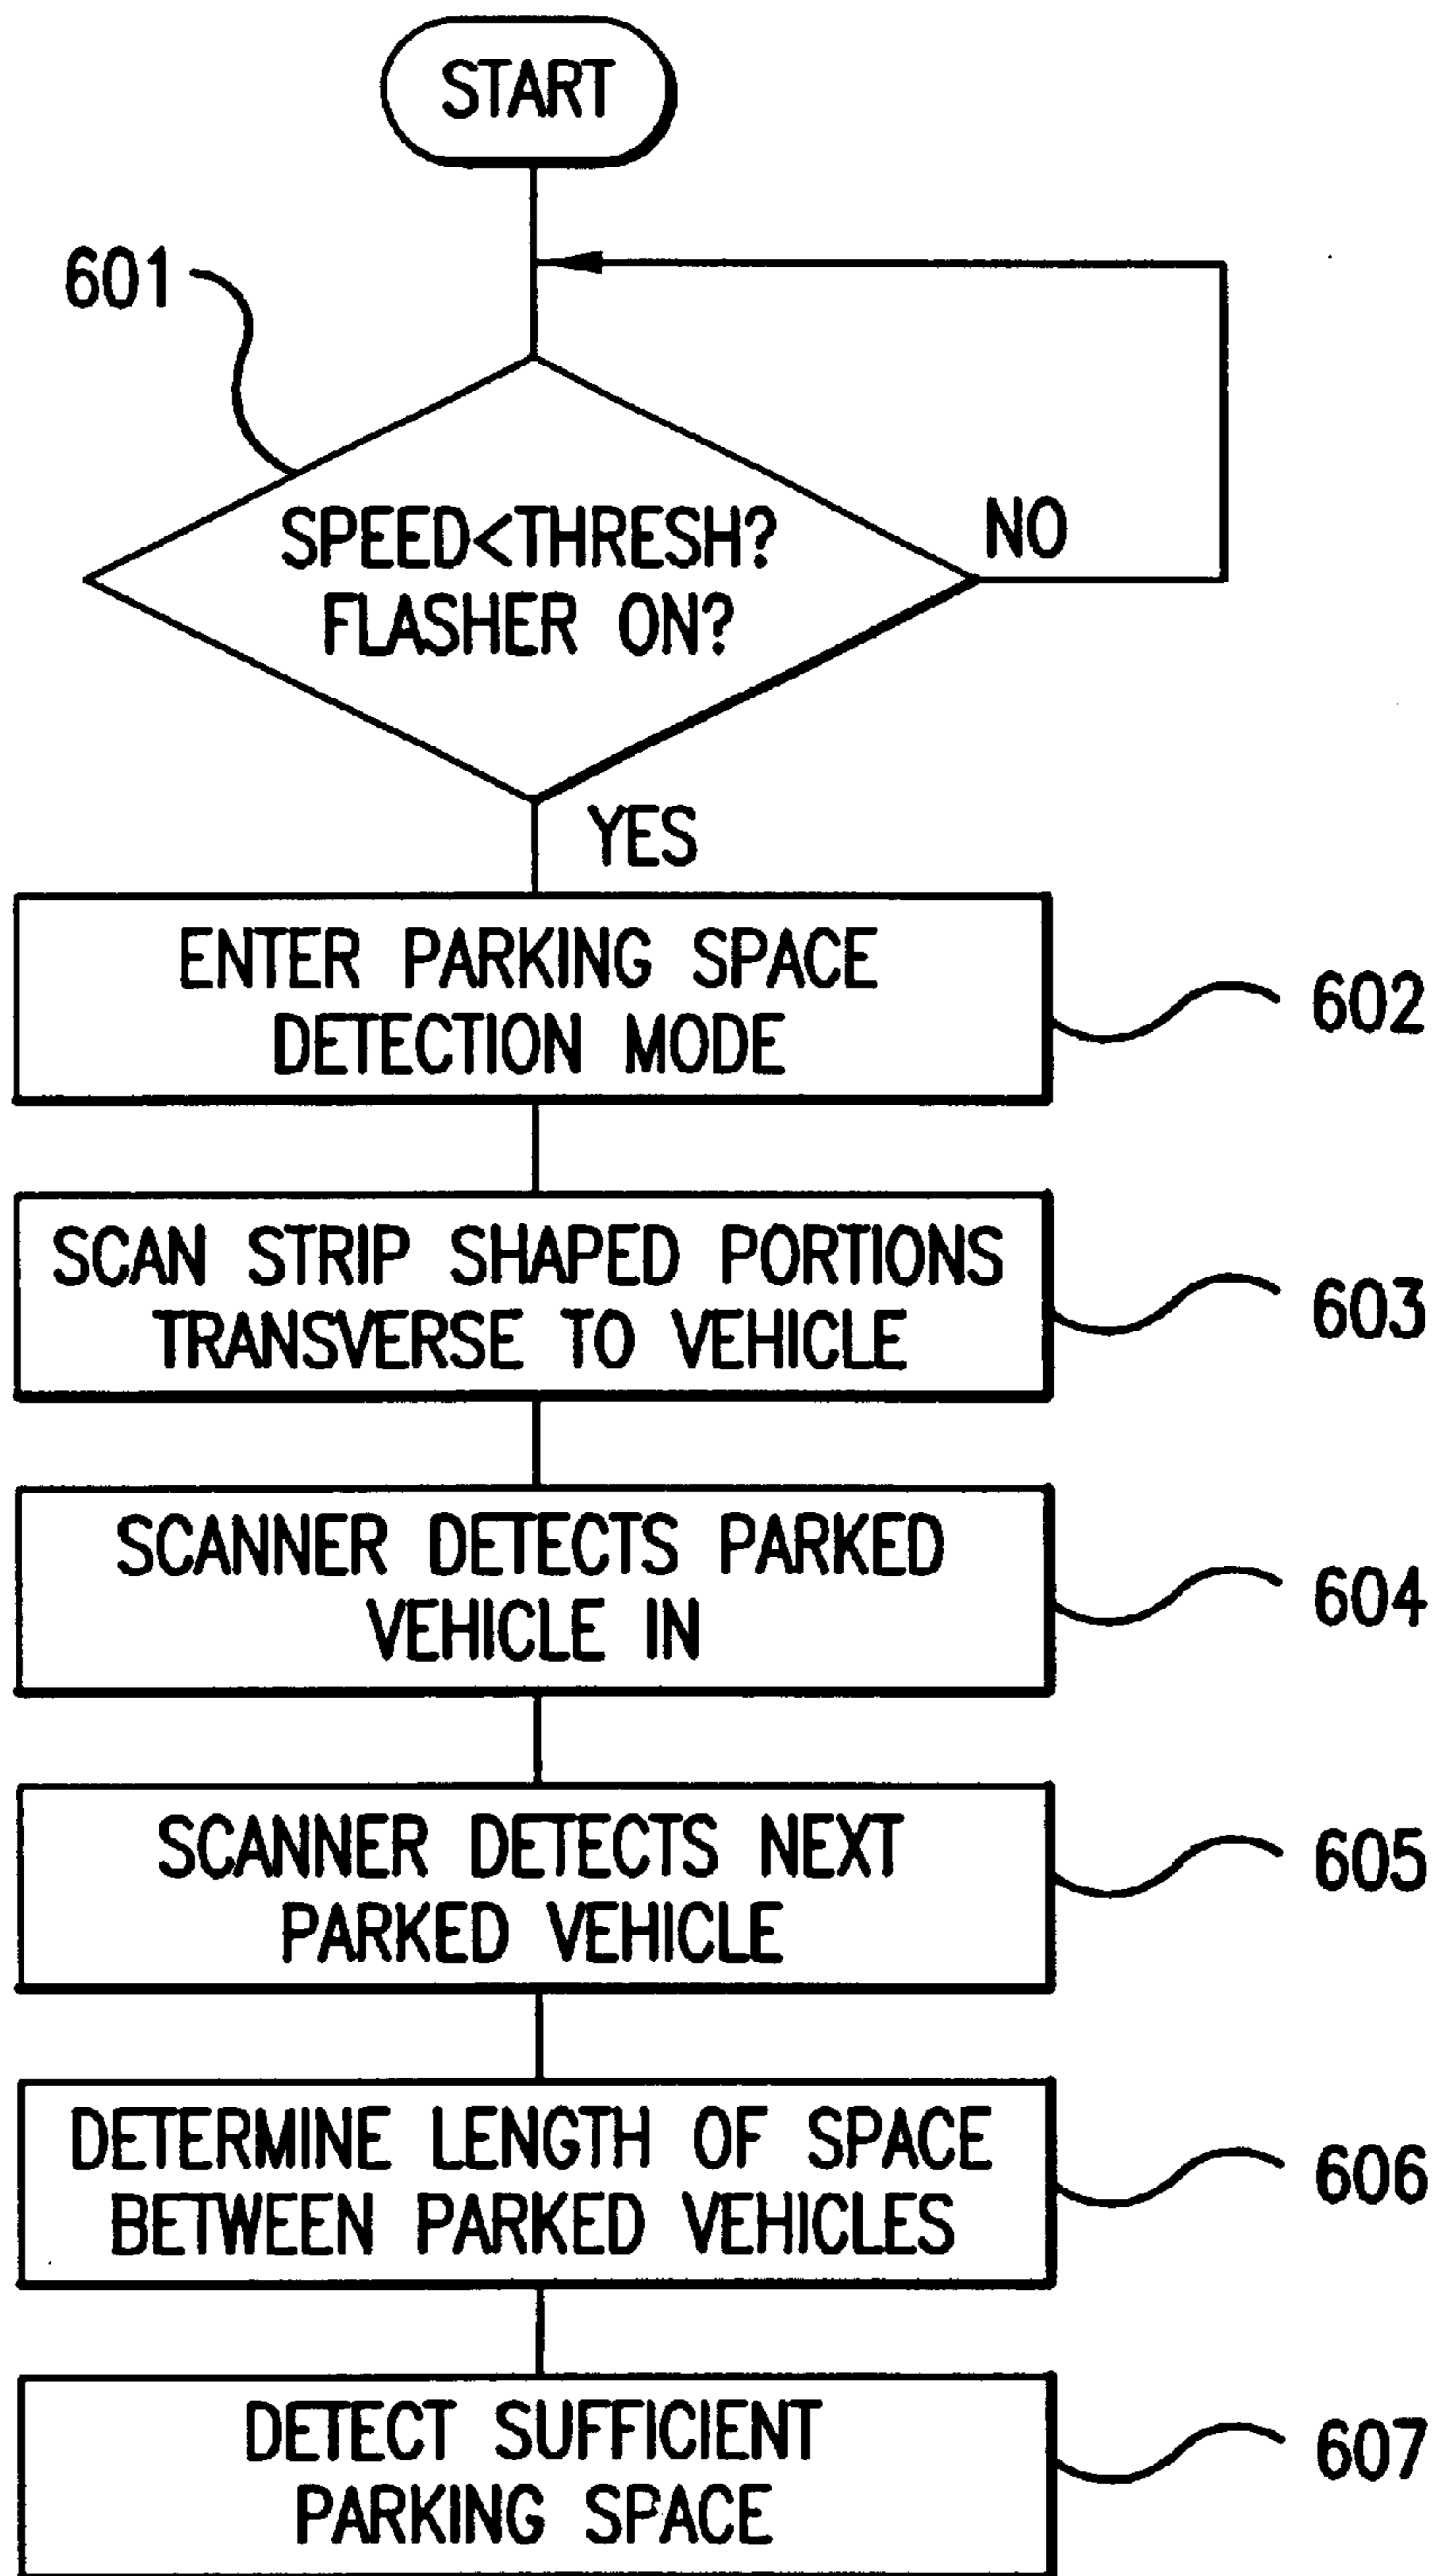 START
601
SPEED<THRESH?
FLASHER ON?
NO
YES
ENTER PARKING SPACE
DETECTION MODE
602
SCAN STRIP SHAPED PORTIONS
TRANSVERSE TO VEHICLE
603
SCANNER DETECTS PARKED
VEHICLE IN
604
SCANNER DETECTS NEXT
PARKED VEHICLE
605
DETERMINE LENGTH OF SPACE
BETWEEN PARKED VEHICLES
606
DETECT SUFFICIENT
PARKING SPACE
607